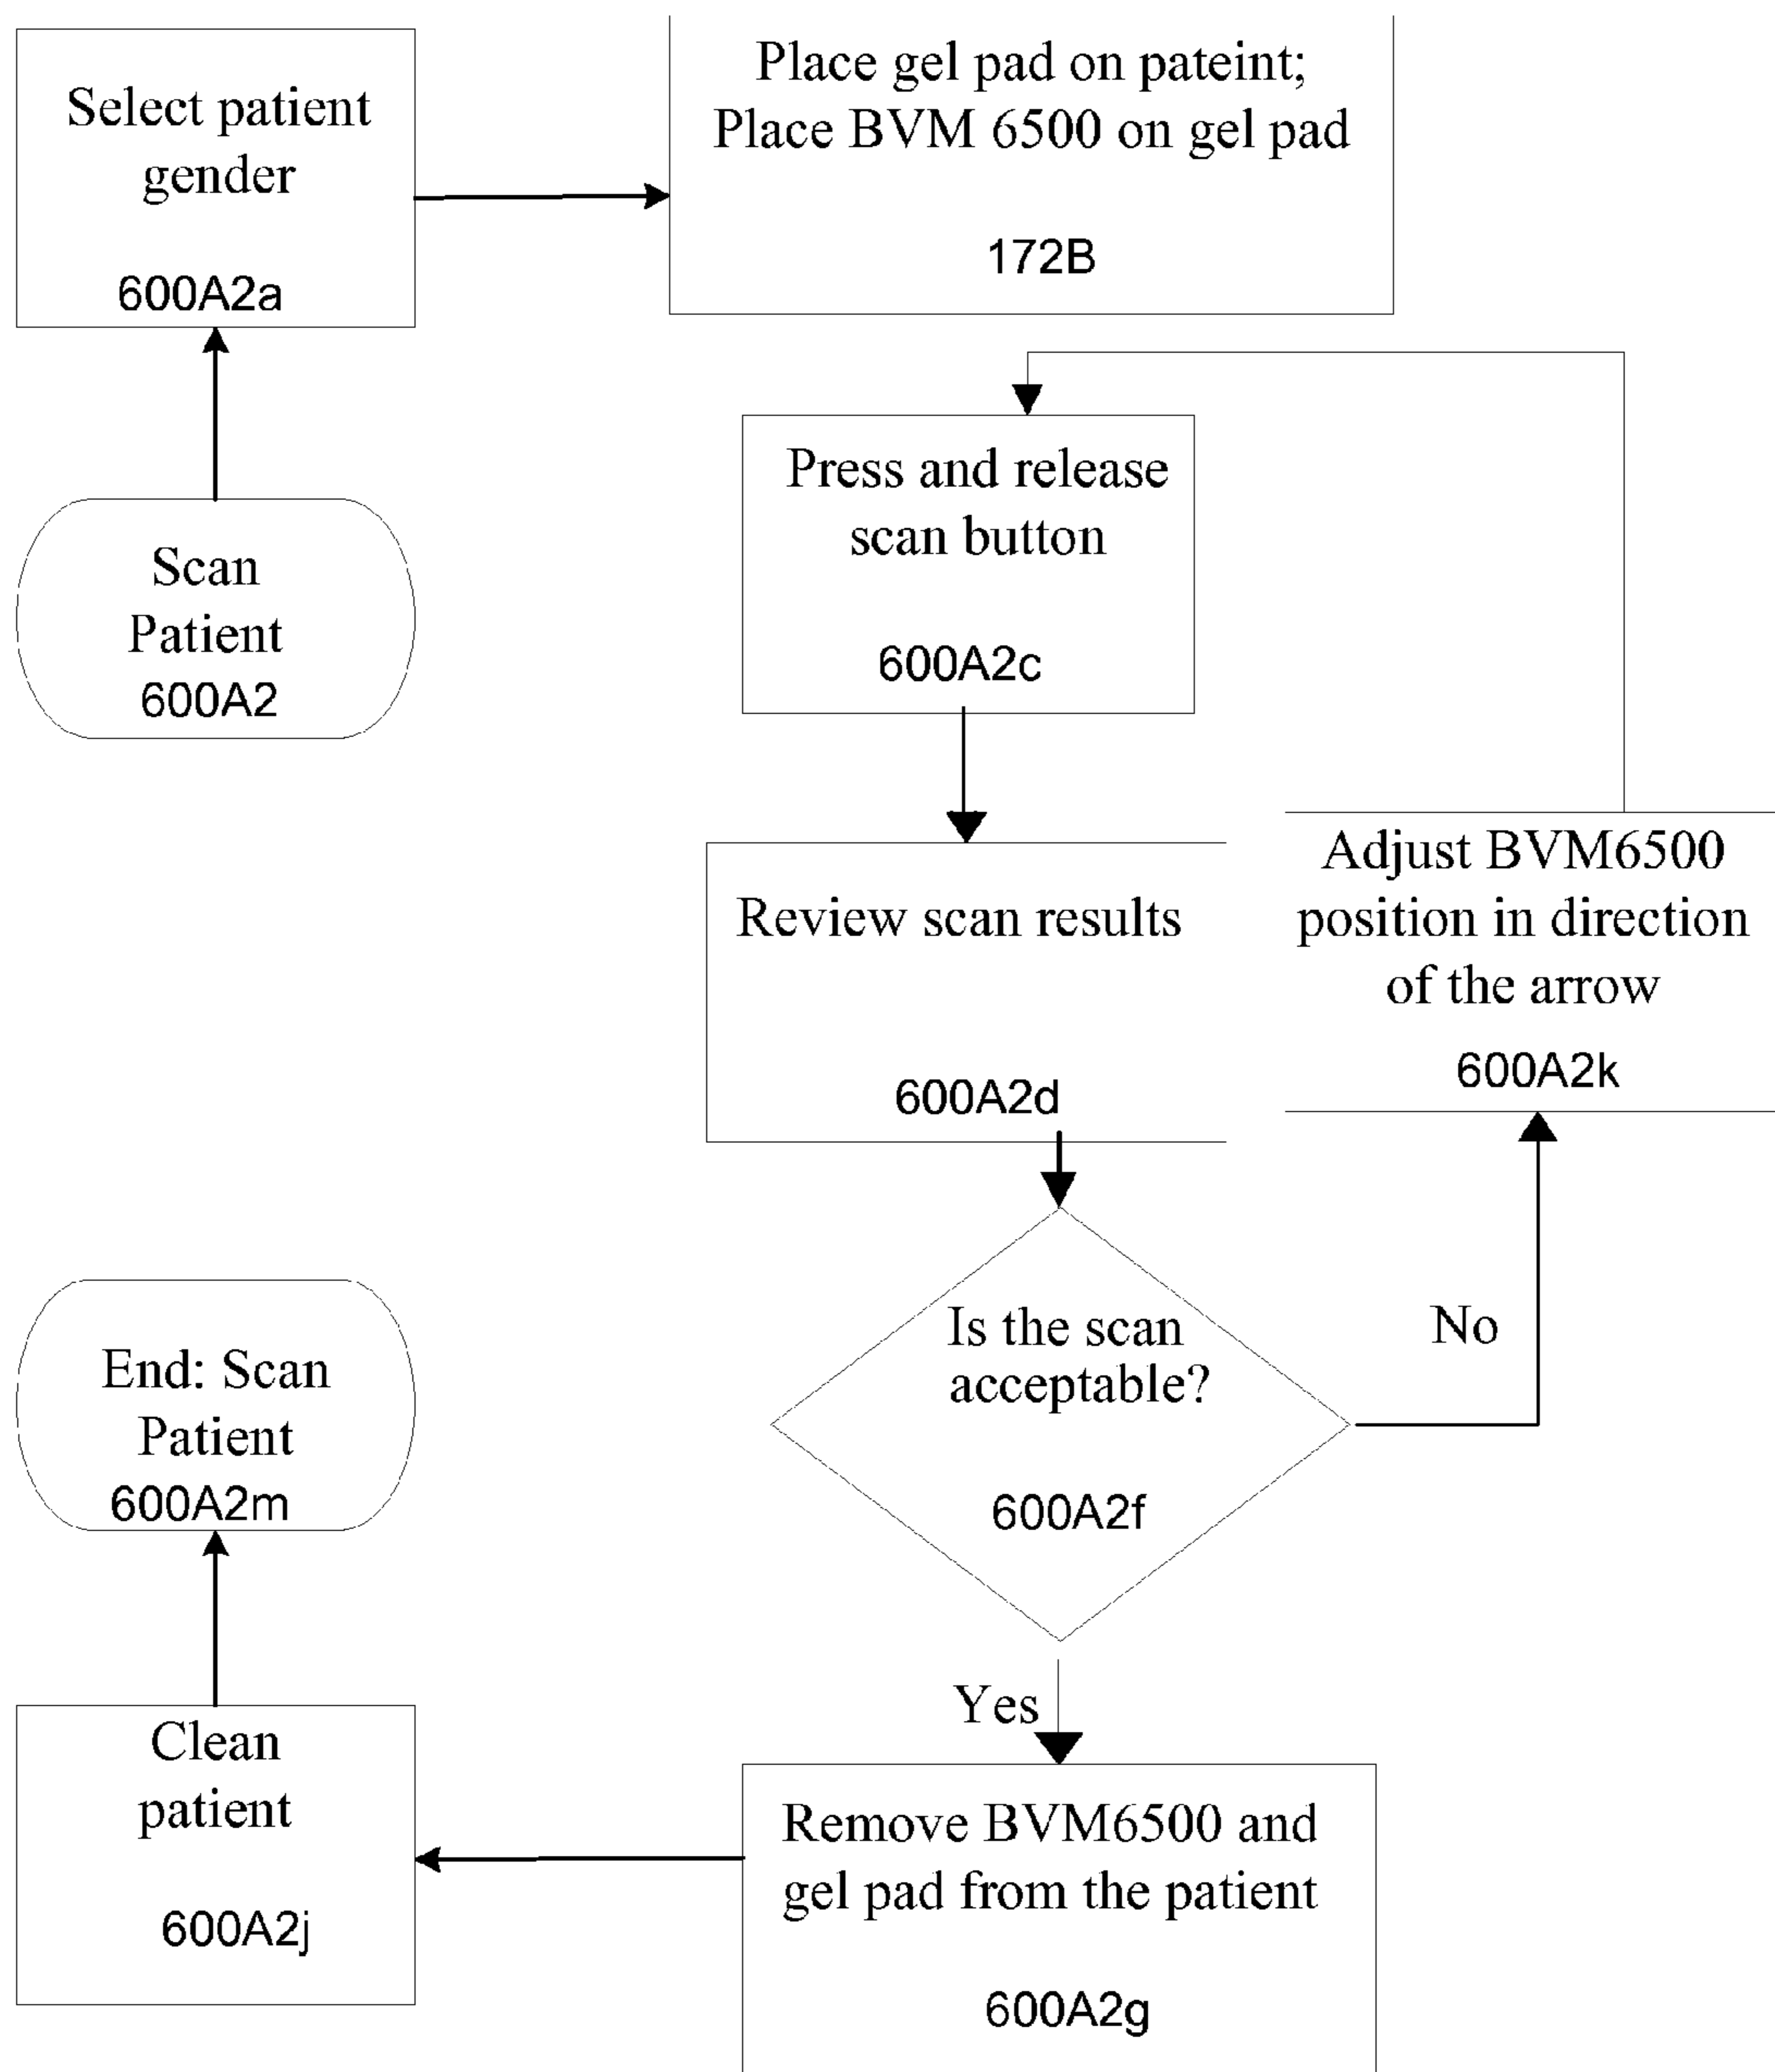 Select patient
gender
600A2a
Place gel pad on pateint;
Place BVM 6500 on gel pad
172B
Scan
Patient
600A2
Press and release
scan button
600A2c
Review scan results
600A2d
Adjust BVM6500
position in direction
of the arrow
600A2k
Is the scan
acceptable?
600A2f
No
Yes
Remove BVM6500 and
gel pad from the patient
600A2g
Clean
patient
600A2j
End: Scan
Patient
600A2m